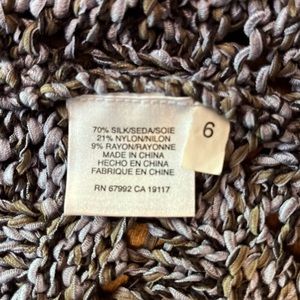 70% SILK/SEDA/SOIE
21% NYLON/NILON
9% RAYON/RAYONNE
MADE IN CHINA
HECHO EN CHINA
FABRIQUE EN CHINA
RN 67992 CA 19117
6